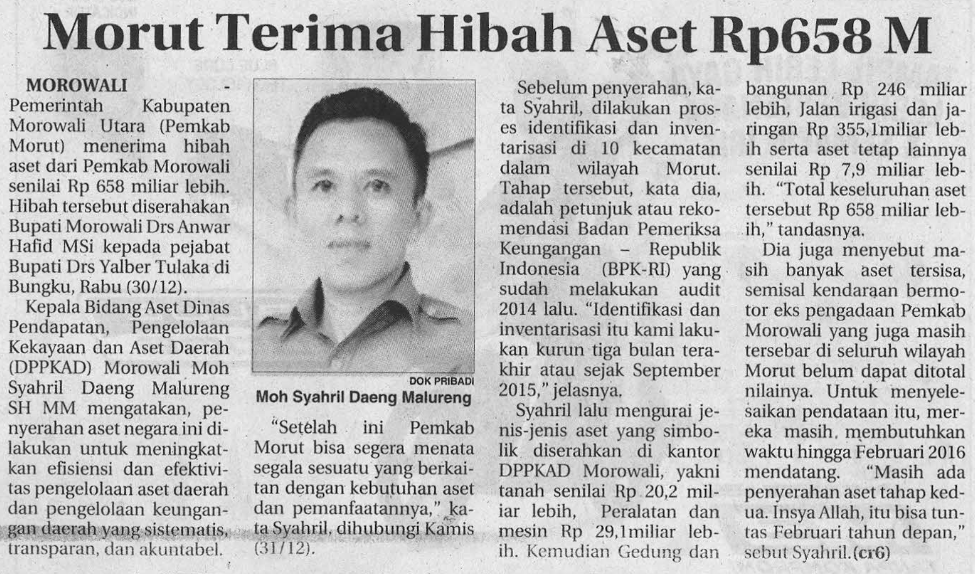 Morut Terima Hibah Aset Rp658 M
MOROWALI -
Pemerintah Kabupaten
Morowali Utara (Pemkab
Morut) menerima hibah
aset dari Pemkab Morowali
senilai Rp 658 miliar lebih.
Hibah tersebut diserahakan
Bupati Morowali Drs Anwar
Hafid MSi kepada pejabat
Bupati Drs Yalber Tulaka di
Bungku, Rabu (30/12).
Kepala Bidang Aset Dinas
Pendapatan, Pengelolaan
Kekayaan dan Aset Daerah
(DPPKAD) Morowali Moh
Syahril Daeng Malureng
SH MM mengatakan, pe-
nyerahan aset negara ini di-
lakukan untuk meningkat-
kan efisiensi dan efektivi-
tas pengelolaan aset daerah
dan pengelolaan keungan-
gan daerah yang sistematis,
transparan, dan akuntabel.
DOK PRIBADI
Moh Syahril Daeng Malureng
"Setelah ini Pemkab
Morut bisa segera menata
segala sesuatu yang berkai-
tan dengan kebutuhan aset
dan pemanfaatannya," ka-
ta Syahril, dihubungi Kamis
(31/12).
Sebelum penyerahan, ka-
ta Syahril, dilakukan pros-
es identifikasi dan inven-
tarisasi di 10 kecamatan
dalam wilayah Morut.
Tahap tersebut, kata dia,
adalah petunjuk atau reko-
mendasi Badan Pemeriksa
Keungangan – Republik
Indonesia (BPK-RI) yang
sudah melakukan audit
2014 lalu. "Identifikasi dan
inventarisasi itu kami laku-
kan kurun tiga bulan tera-
khir atau sejak September
2015," jelasnya.
Syahril lalu mengurai je-
nis-jenis aset yang simbo-
lik diserahkan di kantor
DPPKAD Morowali, yakni
tanah senilai Rp 20,2 mil-
iar lebih, Peralatan dan
mesin Rp 29,1miliar leb-
ih. Kemudian Gedung dan
bangunan Rp 246 miliar
lebih, Jalan irigasi dan ja-
ringan Rp 355,1miliar leb-
ih serta aset tetap lainnya
senilai Rp 7,9 miliar leb-
ih. "Total keseluruhan aset
tersebut Rp 658 miliar leb-
ih," tandasnya.
Dia juga menyebut ma-
sih banyak aset tersisa,
semisal kendaraan bermo-
tor eks pengadaan Pemkab
Morowali yang juga masih
tersebar di seluruh wilayah
Morut belum dapat ditotal
nilainya. Untuk menyele-
saikan pendataan itu, mer-
eka masih membutuhkan
waktu hingga Februari 2016
mendatang. "Masih ada
penyerahan aset tahap ked-
ua. Insya Allah, itu bisa tun-
tas Februari tahun depan,"
sebut Syahril.(cr6)